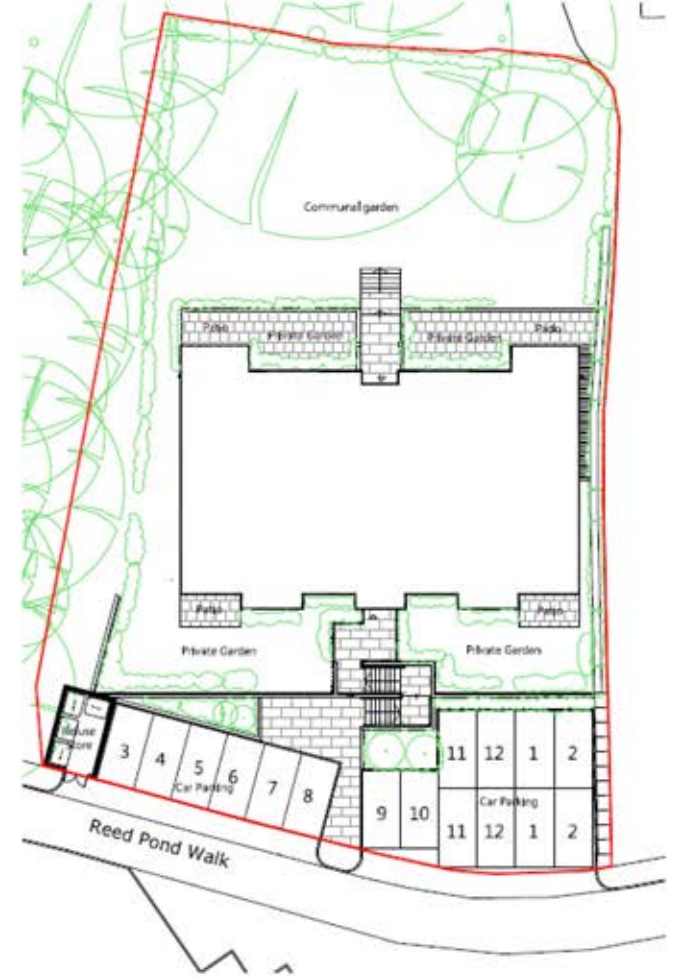 Communal garden
Patio
Private Garden
Private Garden
Patio
Patio
Patio
Private Garden
Private Garden
Refuse
Store
3
4
5
6
7
8
Car Parking
9
10
11
12
1
2
Car Parking
11
12
1
2
Reed Pond Walk